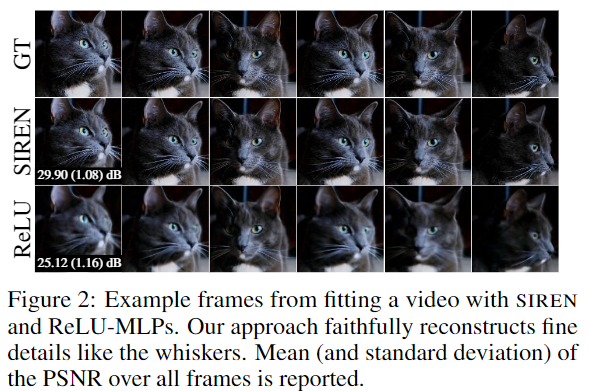 GT
SIREN
29.90 (1.08) dB
ReLU
25.12 (1.16) dB
Figure 2: Example frames from fitting a video with SIREN
and ReLU-MLPs. Our approach faithfully reconstructs fine
details like the whiskers. Mean (and standard deviation) of
the PSNR over all frames is reported.